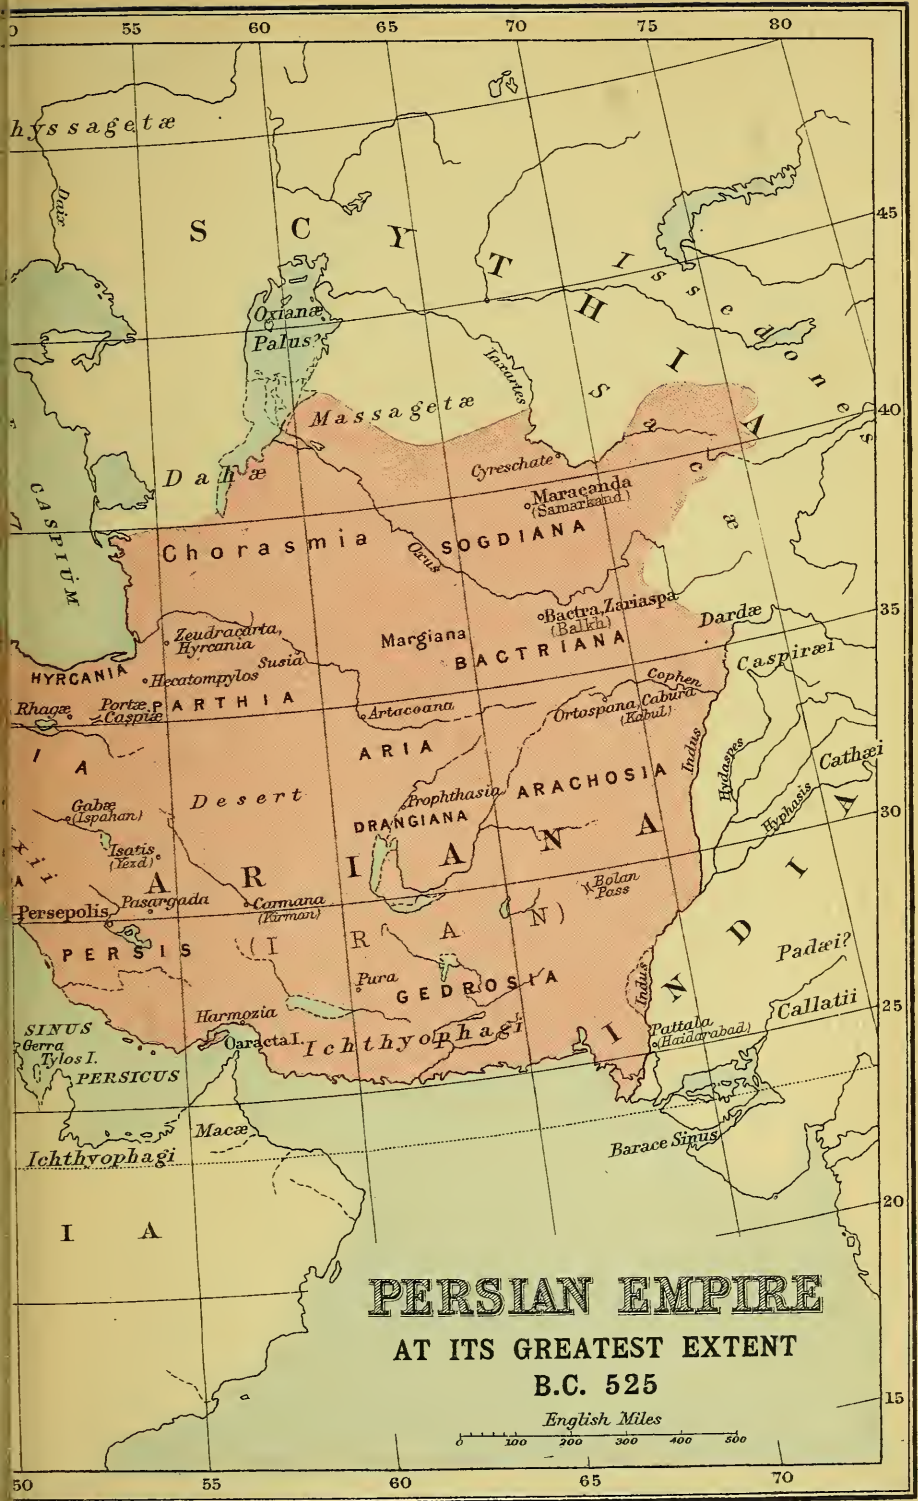 55 60 65 70 75 80
hyssagetæ
Daix
45
S C Y T H I A
Issedones
Oxianæ
Palus?
Iaxartes
Massagetæ
Sacæ
40
Dahæ
Cyreschate
CASPIUM
Maracanda
(Samarkand)
Chorasmia
SOGDIANA
Oxus
35
Bactra, Zariaspa
(Balkh)
Dardæ
Zeudracarta,
Hyrcania
Margiana
BACTRIANA
Caspiræi
HYRCANIA
Susia
Hecatompylos
Cophen
Rhagæ
Portæ
Caspiæ
PARTHIA
Artacoana
Ortospana, Cabura
(Kabul)
Indus
Hydaspes
Cathæi
I A
ARIA
ARACHOSIA
Desert
Prophthasia
30
Gabæ
(Ispahan)
DRANGIANA
Hyphasis
Isatis
(Yezd)
xii
A
ARIANA
Bolan
Pass
Pasargada
Carmana
(Kirman)
Persepolis
(IRAN)
PERSIS
INDIA
Padæi?
Pura
GEDROSIA
Indus
Callatii
25
Harmozia
SINUS
Gerra
Tylos I.
PERSICUS
Oaracta I.
Ichthyophagi
Pattala
(Haidarabad)
Macæ
Barace Sinus
Ichthyophagi
20
I A
PERSIAN EMPIRE
AT ITS GREATEST EXTENT
B.C. 525
English Miles
0 100 200 300 400 500
15
50 55 60 65 70